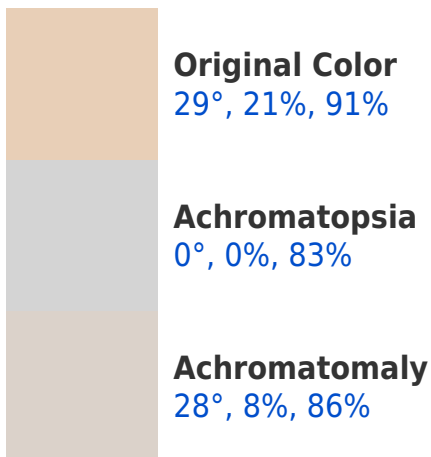 Original Color
29°, 21%, 91%
Achromatopsia
0°, 0%, 83%
Achromatomaly
28°, 8%, 86%